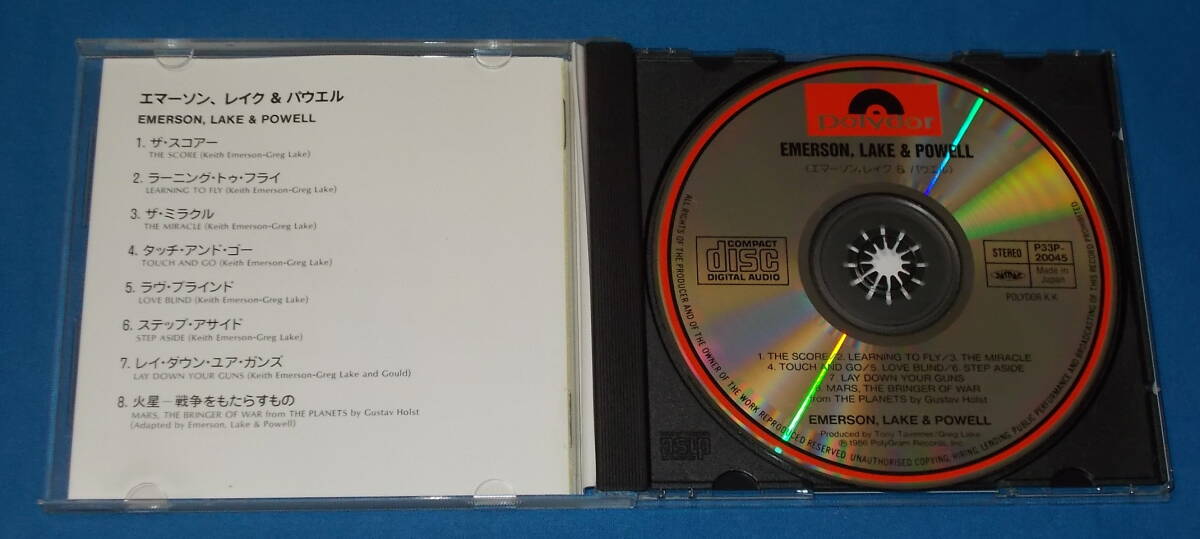 エマーソン、レイク & パウエル
EMERSON, LAKE & POWELL
1. ザ・スコアー
THE SCORE (Keith Emerson-Greg Lake)
2. ラーニング・トゥ・フライ
LEARNING TO FLY (Keith Emerson-Greg Lake)
3. ザ・ミラクル
THE MIRACLE (Keith Emerson-Greg Lake)
4. タッチ・アンド・ゴー
TOUCH AND GO (Keith Emerson-Greg Lake)
5. ラヴ・ブラインド
LOVE BLIND (Keith Emerson-Greg Lake)
6. ステップ・アサイド
STEP ASIDE (Keith Emerson-Greg Lake)
7. レイ・ダウン・ユア・ガンズ
LAY DOWN YOUR GUNS (Keith Emerson-Greg Lake and Gould)
8. 火星－戦争をもたらすもの
MARS, THE BRINGER OF WAR from THE PLANETS by Gustav Holst
(Adapted by Emerson, Lake & Powell)
polydor
EMERSON, LAKE & POWELL
(エマーソン、レイク & パウエル)
COMPACT
disc
DIGITAL AUDIO
STEREO
P33P-
20045
Made in
Japan
POLYDOR K.K
1. THE SCORE/2. LEARNING TO FLY/3. THE MIRACLE
4. TOUCH AND GO/5. LOVE BLIND/6. STEP ASIDE
7. LAY DOWN YOUR GUNS
8. MARS, THE BRINGER OF WAR
from THE PLANETS by Gustav Holst
EMERSON, LAKE & POWELL
Produced by Tony Taverner/Greg Lake
℗ 1986 PolyGram Records, Inc.
ALL RIGHTS OF THE PRODUCER AND OF THE OWNER OF THE WORK REPRODUCED RESERVED. UNAUTHORISED COPYING, HIRING, LENDING, PUBLIC PERFORMANCE AND BROADCASTING OF THIS RECORD PROHIBITED.
disc